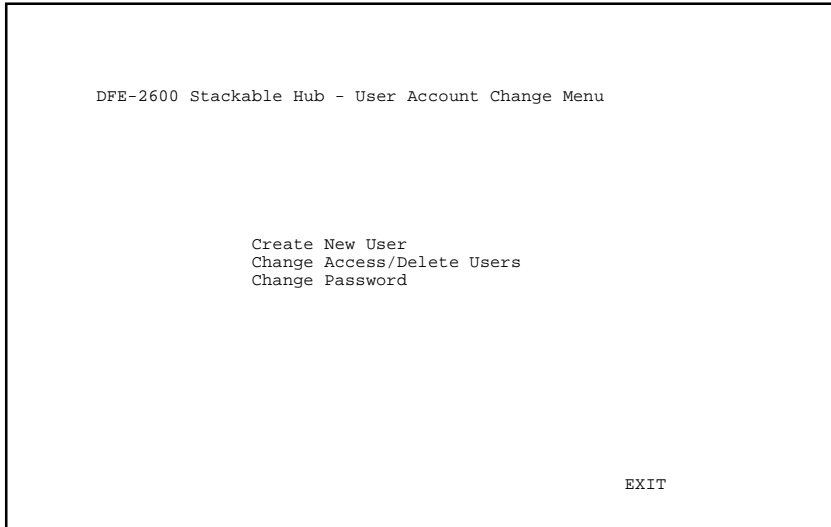 DFE-2600 Stackable Hub - User Account Change Menu
Create New User
Change Access/Delete Users
Change Password
EXIT